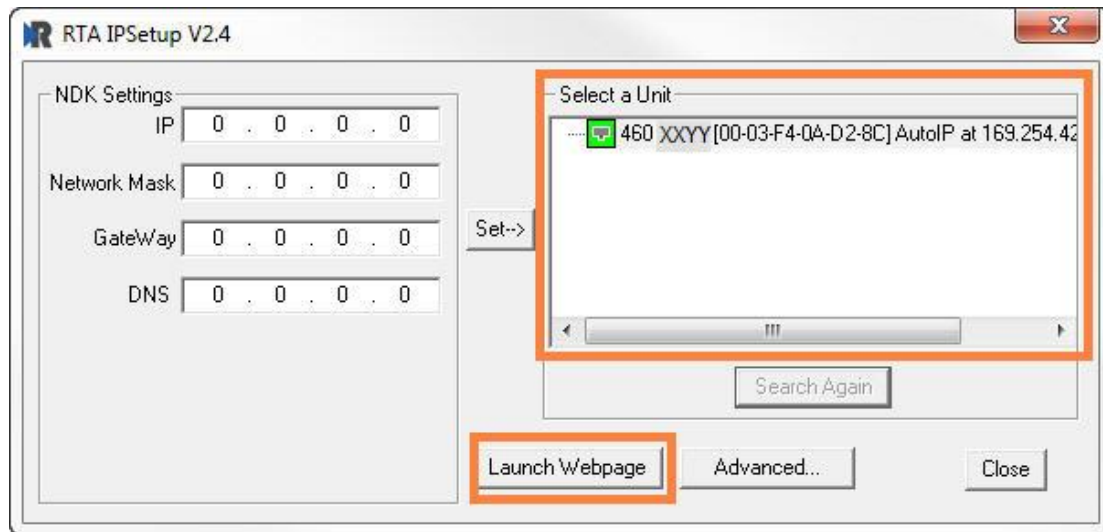 RTA IPSetup V2.4
NDK Settings
IP 0 . 0 . 0 . 0
Network Mask 0 . 0 . 0 . 0
GateWay 0 . 0 . 0 . 0
DNS 0 . 0 . 0 . 0
Set-->
Select a Unit
460 XXYY [00-03-F4-0A-D2-8C] AutoIP at 169.254.42
Search Again
Launch Webpage
Advanced...
Close